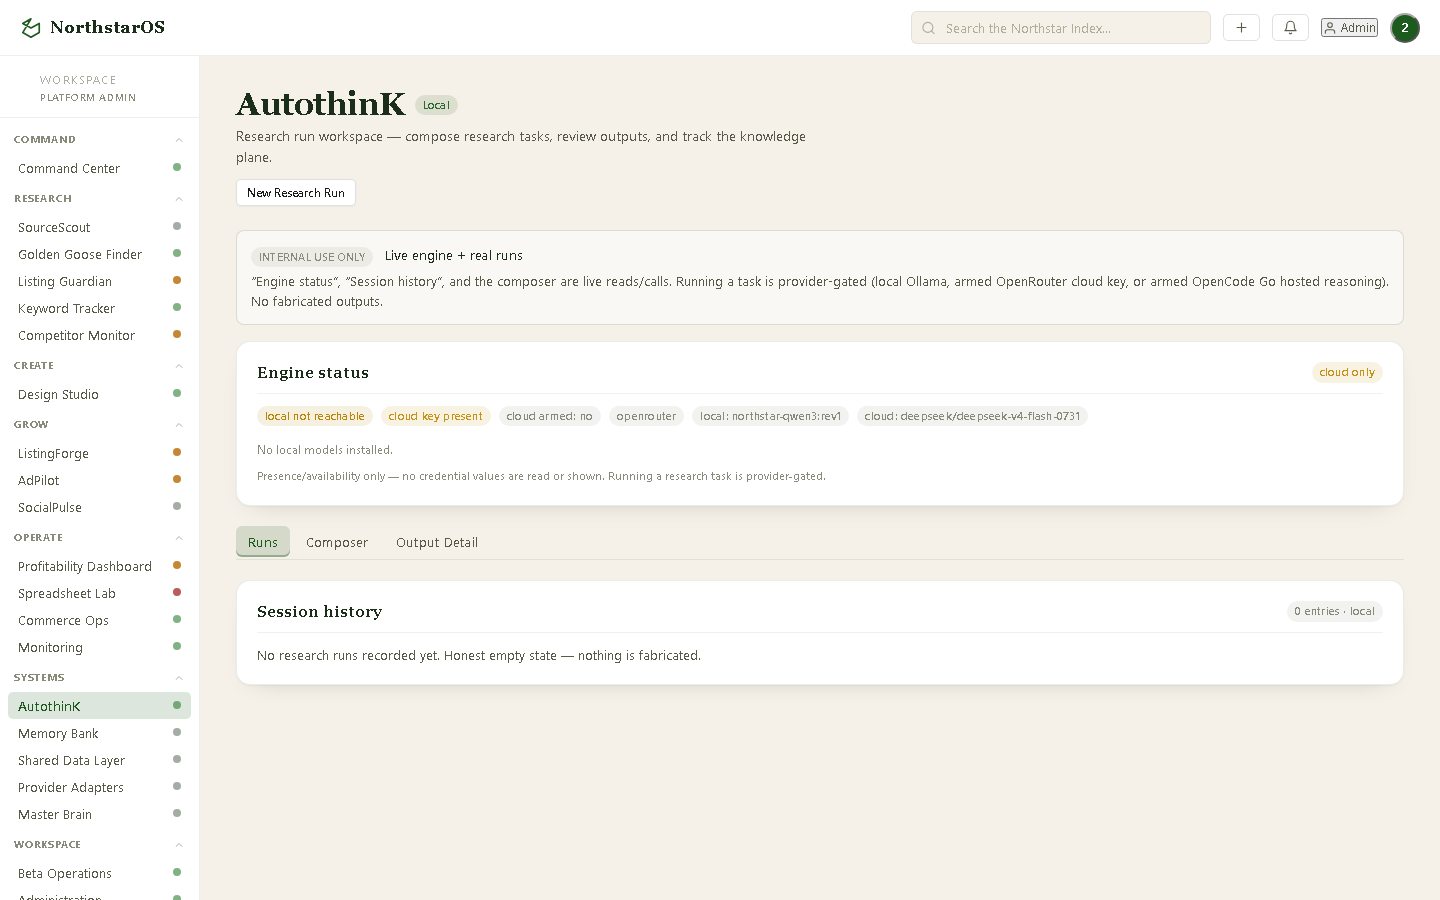 NorthstarOS
Search the Northstar Index...
Admin
2
WORKSPACE
PLATFORM ADMIN
COMMAND
Command Center
RESEARCH
SourceScout
Golden Goose Finder
Listing Guardian
Keyword Tracker
Competitor Monitor
CREATE
Design Studio
GROW
ListingForge
AdPilot
SocialPulse
OPERATE
Profitability Dashboard
Spreadsheet Lab
Commerce Ops
Monitoring
SYSTEMS
AutothinK
Memory Bank
Shared Data Layer
Provider Adapters
Master Brain
WORKSPACE
Beta Operations
Administration
AutothinK Local
Research run workspace — compose research tasks, review outputs, and track the knowledge
plane.
New Research Run
INTERNAL USE ONLY Live engine + real runs
“Engine status”, “Session history”, and the composer are live reads/calls. Running a task is provider-gated (local Ollama, armed OpenRouter cloud key, or armed OpenCode Go hosted reasoning).
No fabricated outputs.
Engine status cloud only
local not reachable cloud key present cloud armed: no openrouter local: northstar-qwen3:rev1 cloud: deepseek/deepseek-v4-flash-0731
No local models installed.
Presence/availability only — no credential values are read or shown. Running a research task is provider-gated.
Runs Composer Output Detail
Session history 0 entries · local
No research runs recorded yet. Honest empty state — nothing is fabricated.